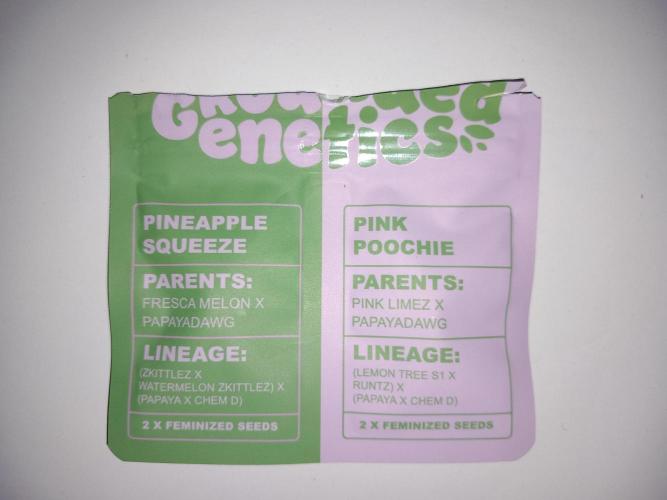 Grounded
Genetics
PINEAPPLE
SQUEEZE
PARENTS:
FRESCA MELON X
PAPAYADAWG
LINEAGE:
(ZKITTLEZ X
WATERMELON ZKITTLEZ) X
(PAPAYA X CHEM D)
2 X FEMINIZED SEEDS
PINK
POOCHIE
PARENTS:
PINK LIMEZ X
PAPAYADAWG
LINEAGE:
(LEMON TREE S1 X
RUNTZ) X
(PAPAYA X CHEM D)
2 X FEMINIZED SEEDS